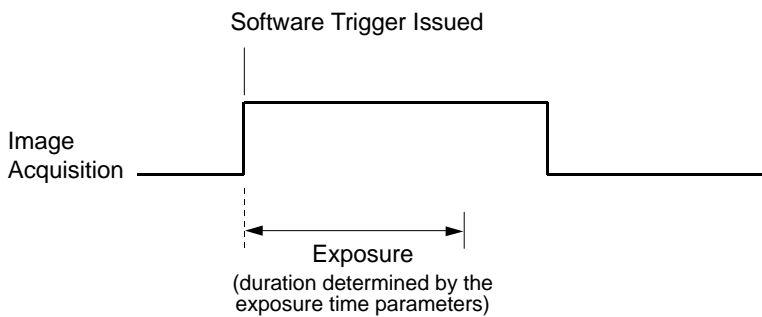 Software Trigger Issued
Image
Acquisition
Exposure
(duration determined by the
exposure time parameters)